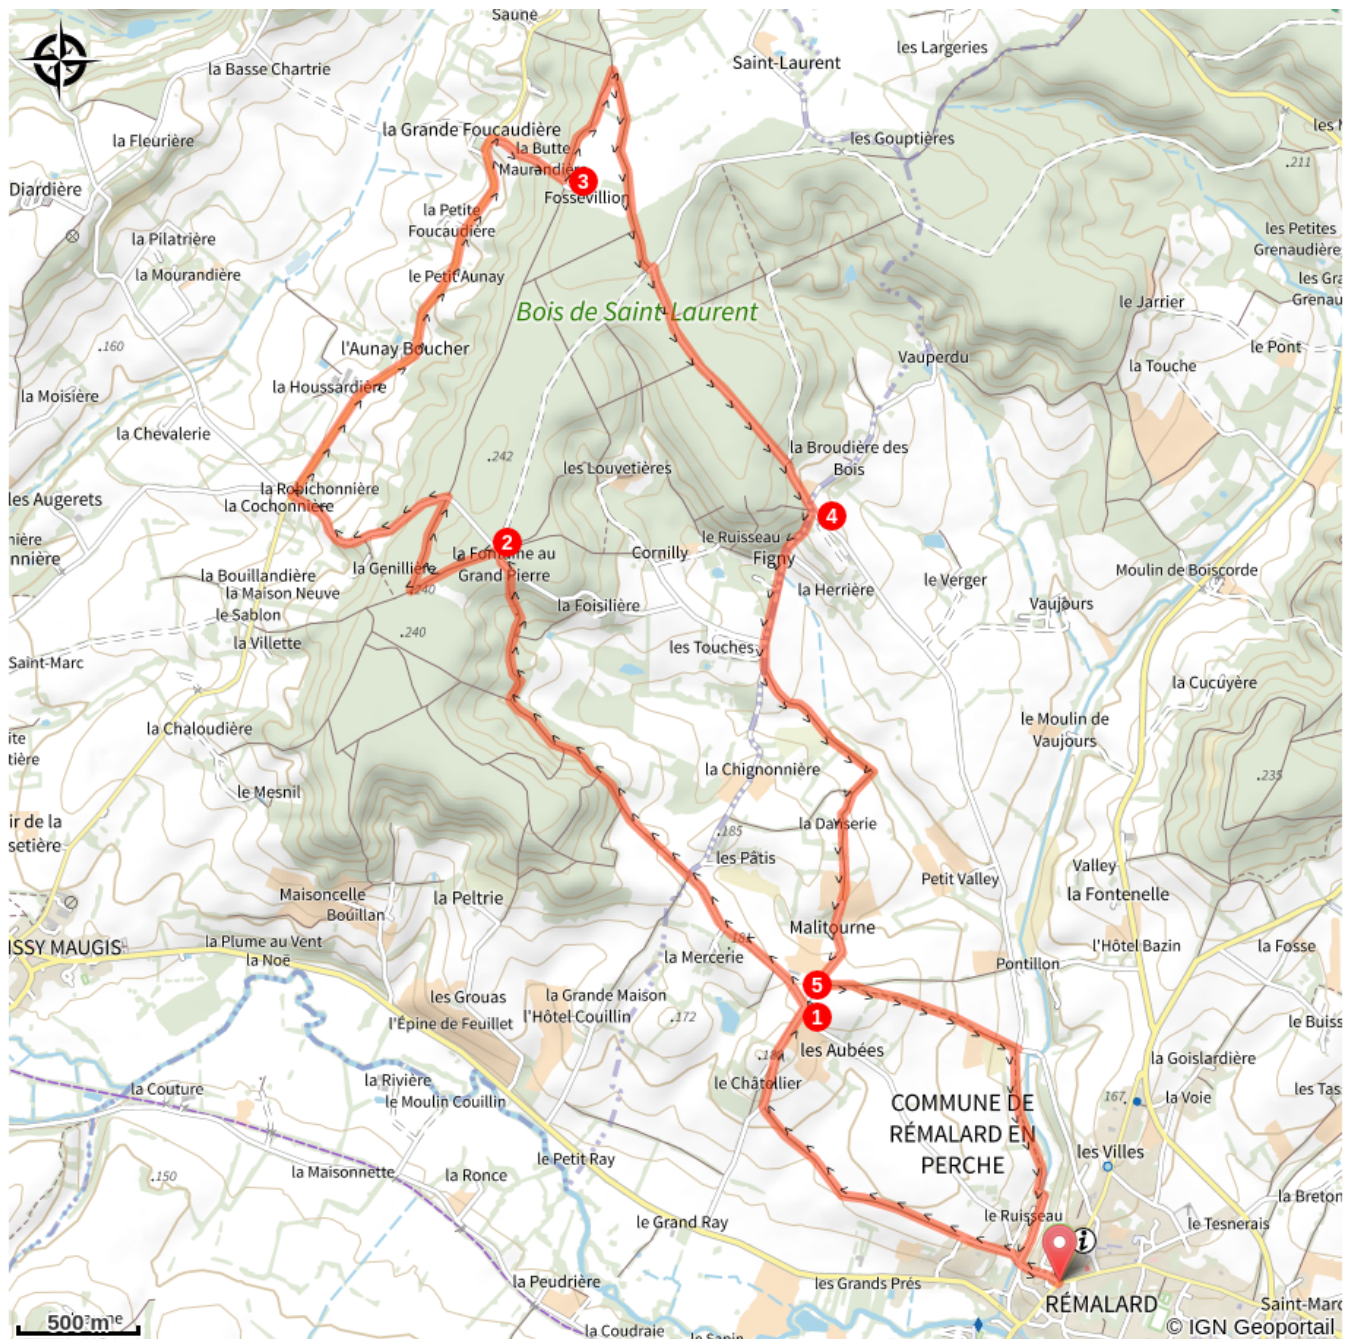 Saune
les Largeries
Saint-Laurent
la Basse Chartrie
la Grande Foucaudière
les Gouptières
la Fleurière
la Butte
Maurandière
.211
3
Diardière
Fossevillion
la Petite
Foucaudière
la Pilatrière
les Petites
Grenaudière
la Mourandière
le Petit Aunay
le Jarrier
Bois de Saint-Laurent
.160
l'Aunay Boucher
le Pont
Vauperdu
la Touche
la Houssardière
la Moisière
la Chevalerie
la Broudière des
Bois
.242
les Louvetières
la Robichonnière
les Augerets
la Cochonnière
4
le Ruisseau
2
la Fontaine au
Grand Pierre
Cornilly
Figny
la Genillière
240
Moulin de Boiscorde
la Bouillandière
le Verger
la Maison Neuve
la Herrière
la Foisilière
Vaujours
le Sablon
.240
la Villette
les Touches
Saint-Marc
la Cucuyère
la Chaloudière
le Moulin de
Vaujours
la Chignonnière
.235
le Mesnil
ir de la
setière
la Danserie
.185
les Pâtis
Valley
Petit Valley
Maisoncelle
la Peltrie
la Fontenelle
Bouillan
Malitourne
ISSY MAUGIS
la Plume au Vent
la Noë
l'Hôtel Bazin
la Fosse
la Mercerie
Pontillon
5
les Grouas
la Grande Maison
l'Hôtel Couillin
.172
1
l'Épine de Feuillet
les Aubées
la Goislardière
la Rivière
le Châtellier
la Couture
le Moulin Couillin
COMMUNE DE
RÉMALARD EN
PERCHE
167
la Voie
les Villes
le Petit Ray
la Maisonnette
la Ronce
.150
le Ruisseau
le Tesnerais
le Grand Ray
i
la Peudrière
les Grands Prés
RÉMALARD
500 m
la Coudraie
© IGN Geoportail